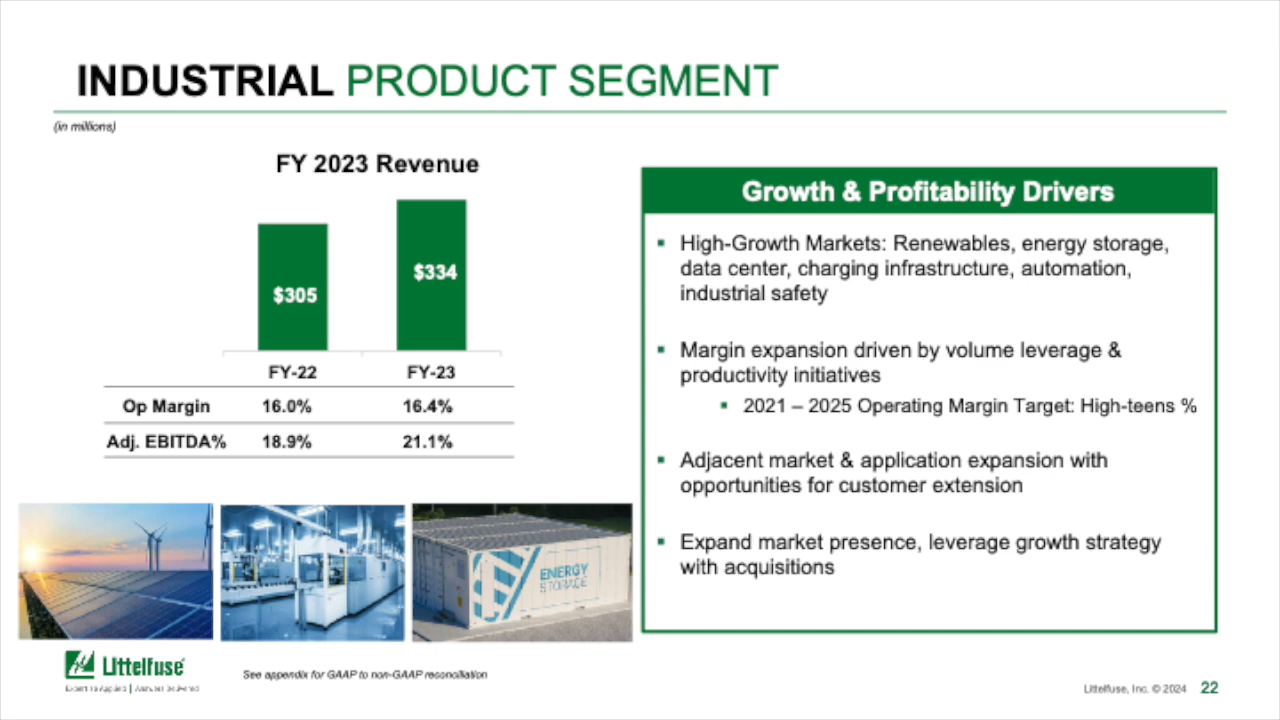 INDUSTRIAL PRODUCT SEGMENT
(in millions)
FY 2023 Revenue
$305
$334
FY-22 FY-23
Op Margin 16.0% 16.4%
Adj. EBITDA% 18.9% 21.1%
Growth & Profitability Drivers
▪ High-Growth Markets: Renewables, energy storage,
data center, charging infrastructure, automation,
industrial safety
▪ Margin expansion driven by volume leverage &
productivity initiatives
▪ 2021 – 2025 Operating Margin Target: High-teens %
▪ Adjacent market & application expansion with
opportunities for customer extension
▪ Expand market presence, leverage growth strategy
with acquisitions
ENERGY
STORAGE
Littelfuse
See appendix for GAAP to non-GAAP reconciliation
Littelfuse, Inc. © 2024 22